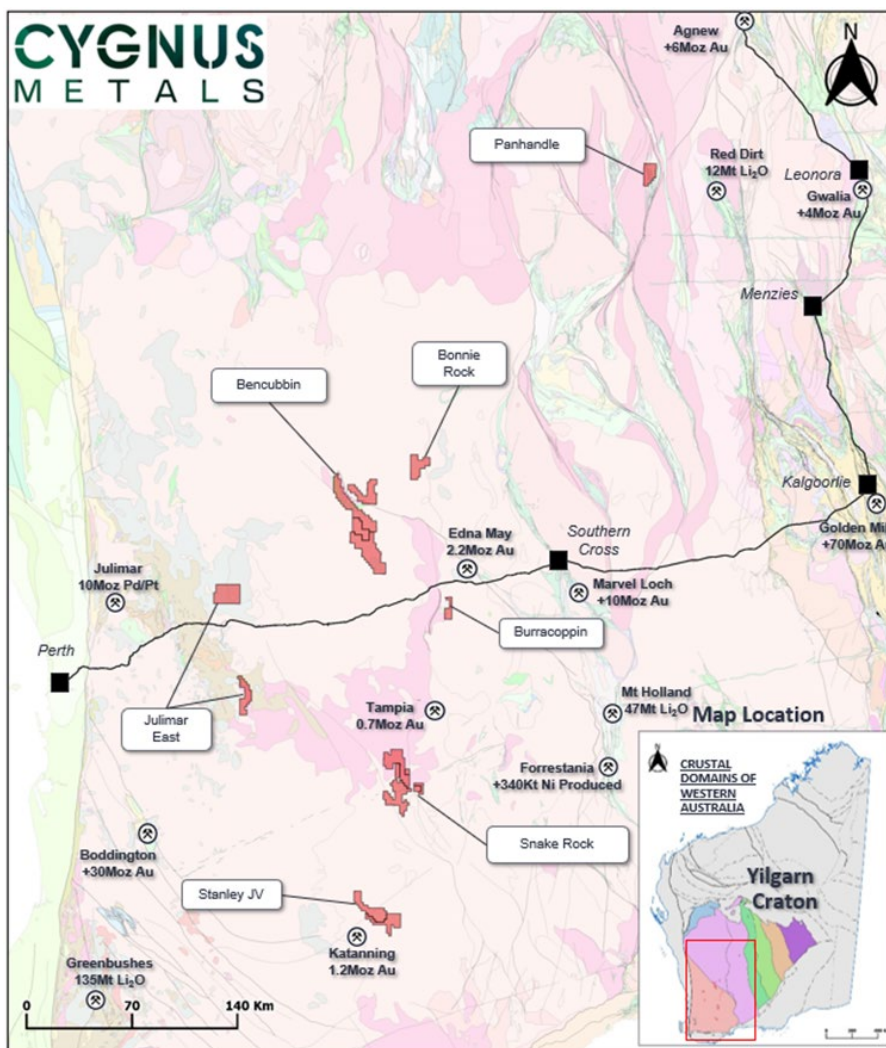 CYGNUS
METALS
Agnew
+6Moz Au
N
Panhandle
Red Dirt
12Mt Li₂O
Leonora
Gwalia
+4Moz Au
Menzies
Bonnie
Rock
Bencubbin
Kalgoorlie
Golden Mil
+70Moz Au
Edna May
2.2Moz Au
Southern
Cross
Julimar
10Moz Pd/Pt
Marvel Loch
+10Moz Au
Burracoppin
Perth
Julimar
East
Tampia
0.7Moz Au
Mt Holland
47Mt Li₂O
Map Location
Forrestania
+340Kt Ni Produced
Snake Rock
N
CRUSTAL
DOMAINS OF
WESTERN
AUSTRALIA
Yilgarn
Craton
Boddington
+30Moz Au
Stanley JV
Katanning
1.2Moz Au
Greenbushes
135Mt Li₂O
0 70 140 Km